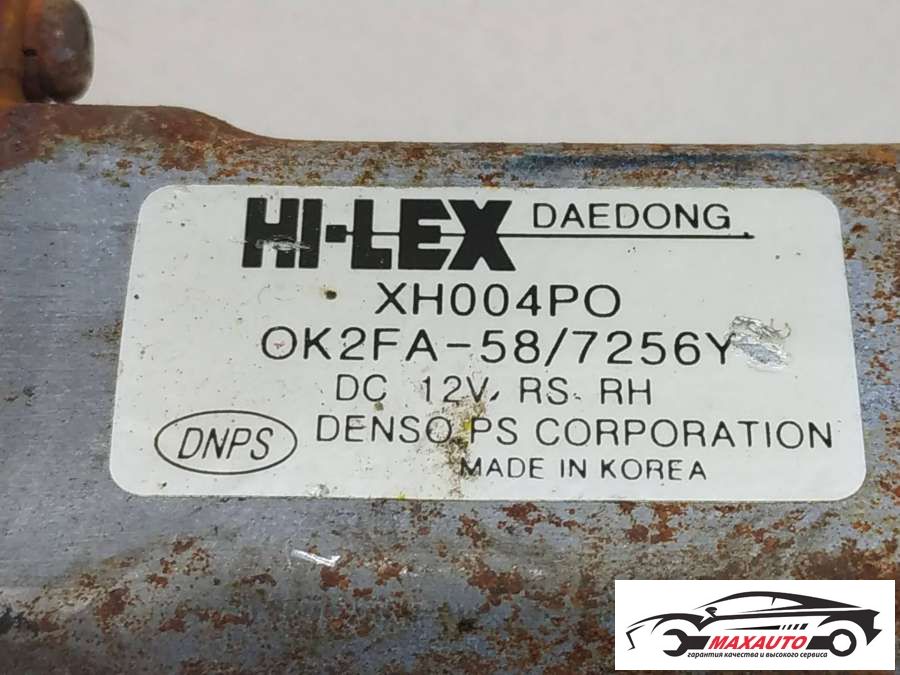 HI-LEX DAEDONG
XH004PO
OK2FA-58/7256Y
DC 12V, RS. RH
DNPS DENSO PS CORPORATION
MADE IN KOREA
MAXAUTO
гарантия качества и высокого сервиса